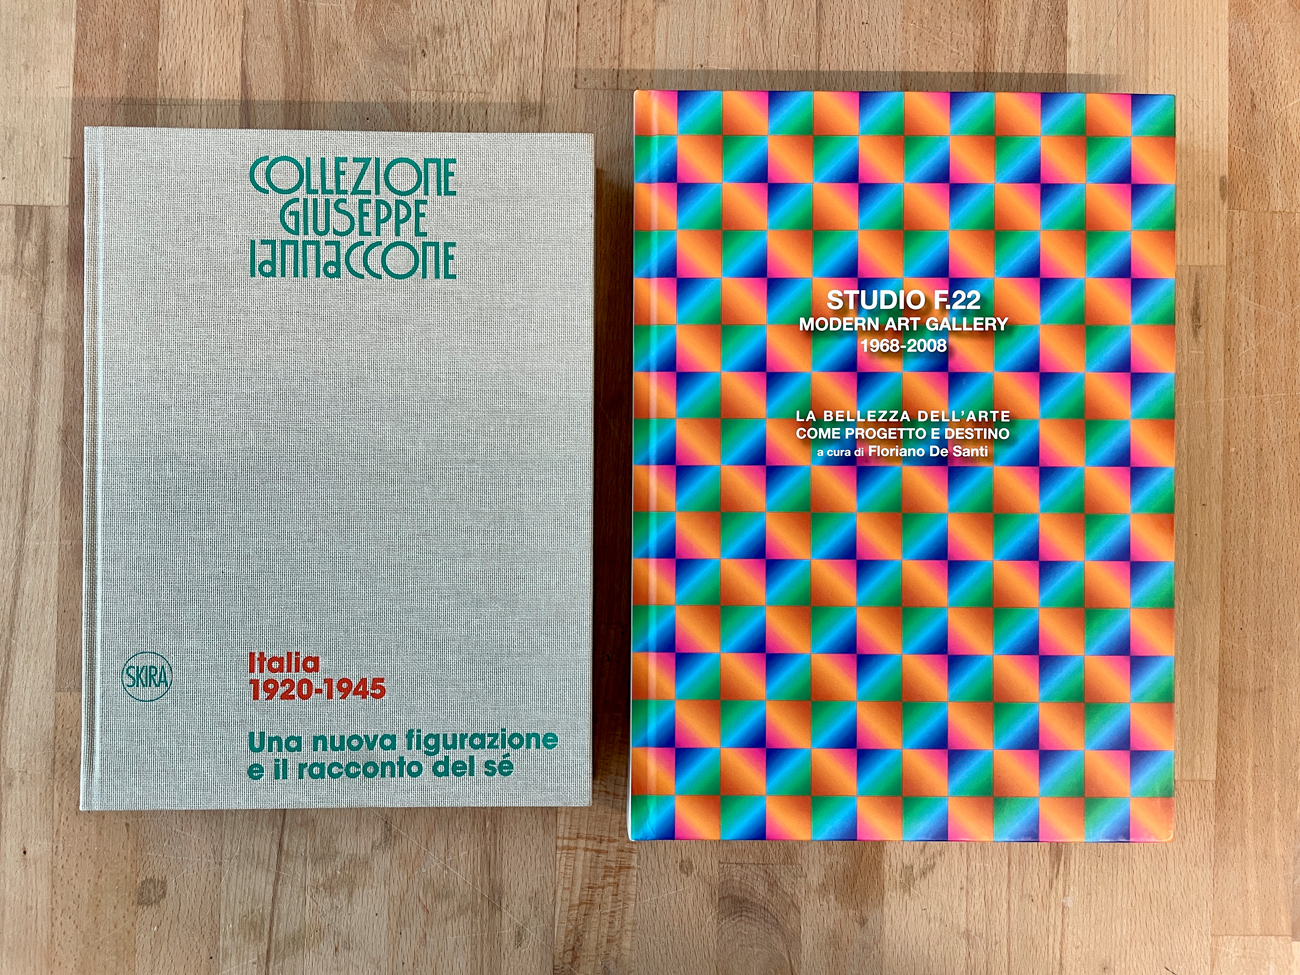 COLLEZIONE
GIUSEPPE
IANNACCONE
SKIRA
Italia
1920-1945
Una nuova figurazione
e il racconto del sé
STUDIO F.22
MODERN ART GALLERY
1968-2008
LA BELLEZZA DELL'ARTE
COME PROGETTO E DESTINO
a cura di Floriano De Santi